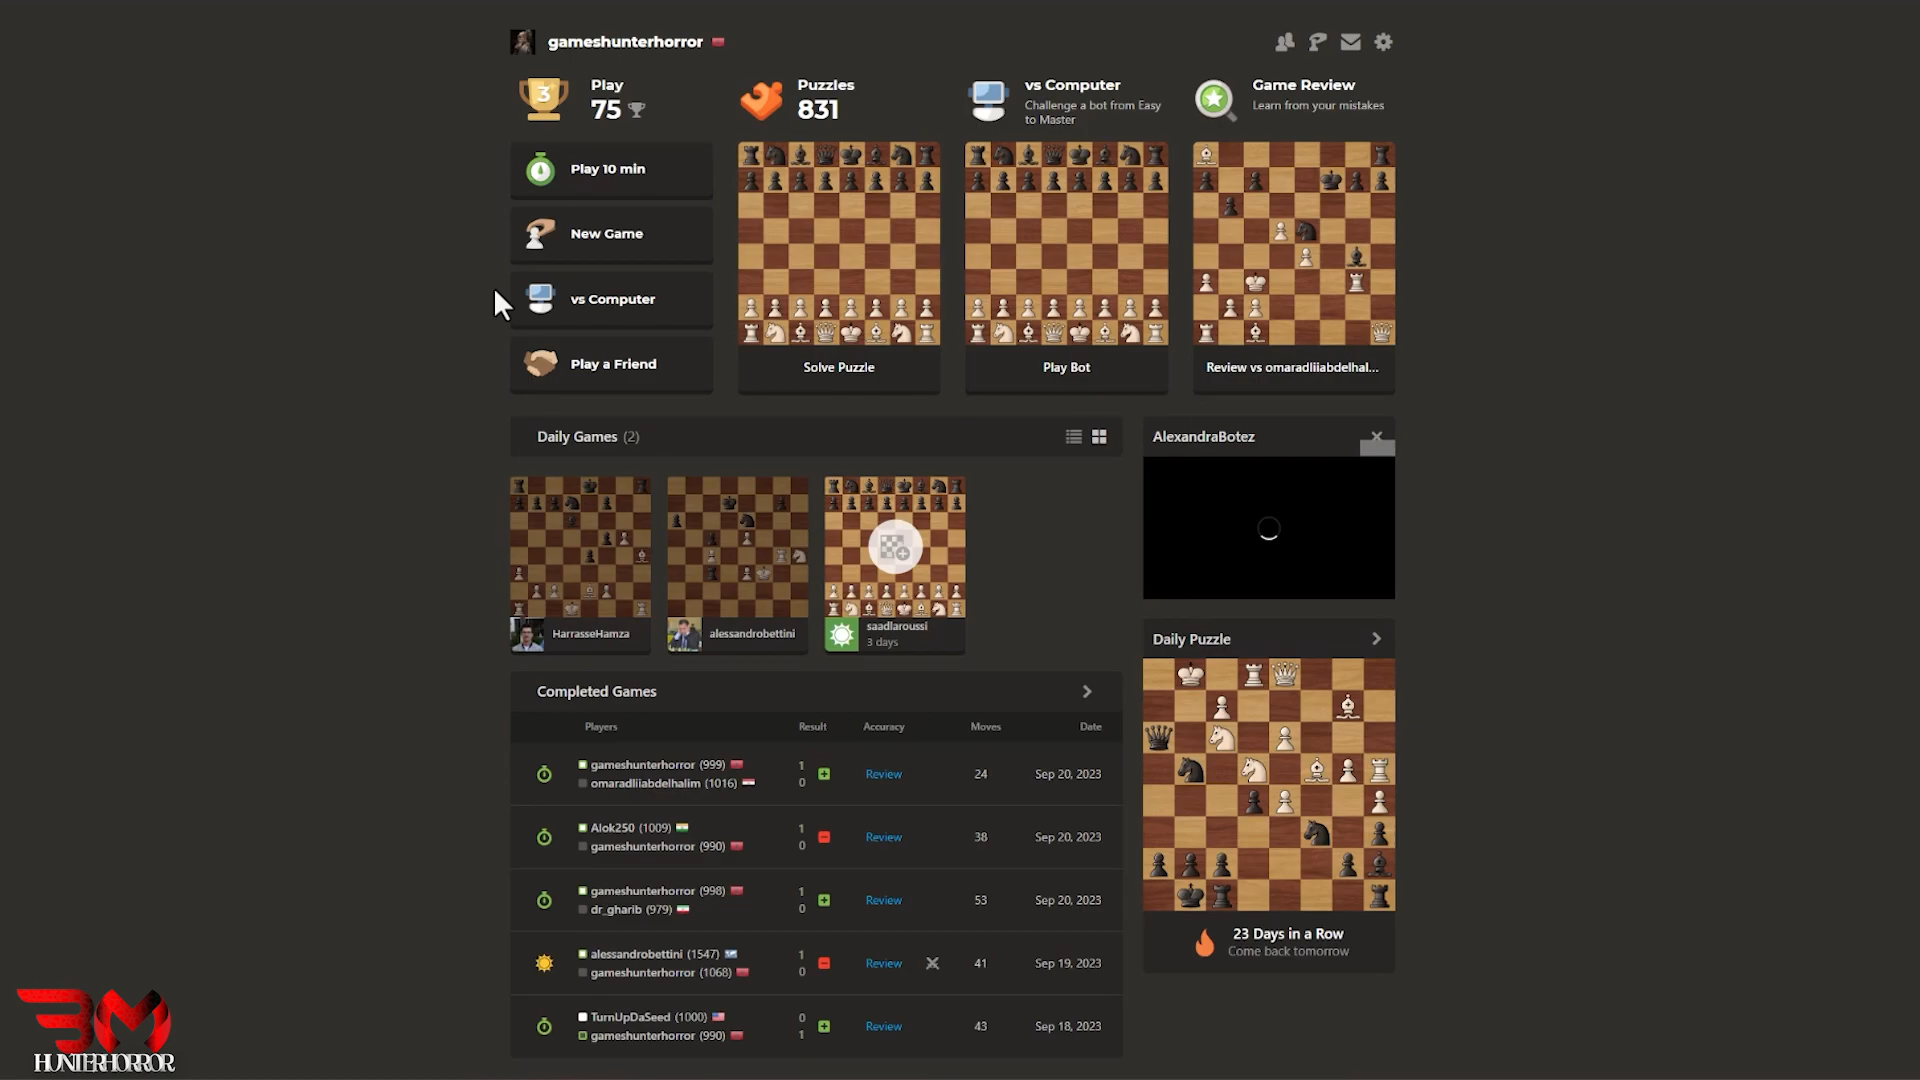 gameshunterhorror
3
Play
75
Puzzles
831
vs Computer
Challenge a bot from Easy
to Master
Game Review
Learn from your mistakes
Play 10 min
New Game
vs Computer
Play a Friend
Solve Puzzle
Play Bot
Review vs omaradliiabdelhal...
Daily Games (2)
HarrasseHamza
alessandrobettini
saadlaroussi
3 days
AlexandraBotez
Daily Puzzle
23 Days in a Row
Come back tomorrow
Completed Games
Players Result Accuracy Moves Date
gameshunterhorror (999) 1
omaradliiabdelhalim (1016) 0
Review 24 Sep 20, 2023
Alok250 (1009) 1
gameshunterhorror (990) 0
Review 38 Sep 20, 2023
gameshunterhorror (998) 1
dr_gharib (979) 0
Review 53 Sep 20, 2023
alessandrobettini (1547) 1
gameshunterhorror (1068) 0
Review 41 Sep 19, 2023
TurnUpDaSeed (1000) 0
gameshunterhorror (990) 1
Review 43 Sep 18, 2023
HUNTERHORROR